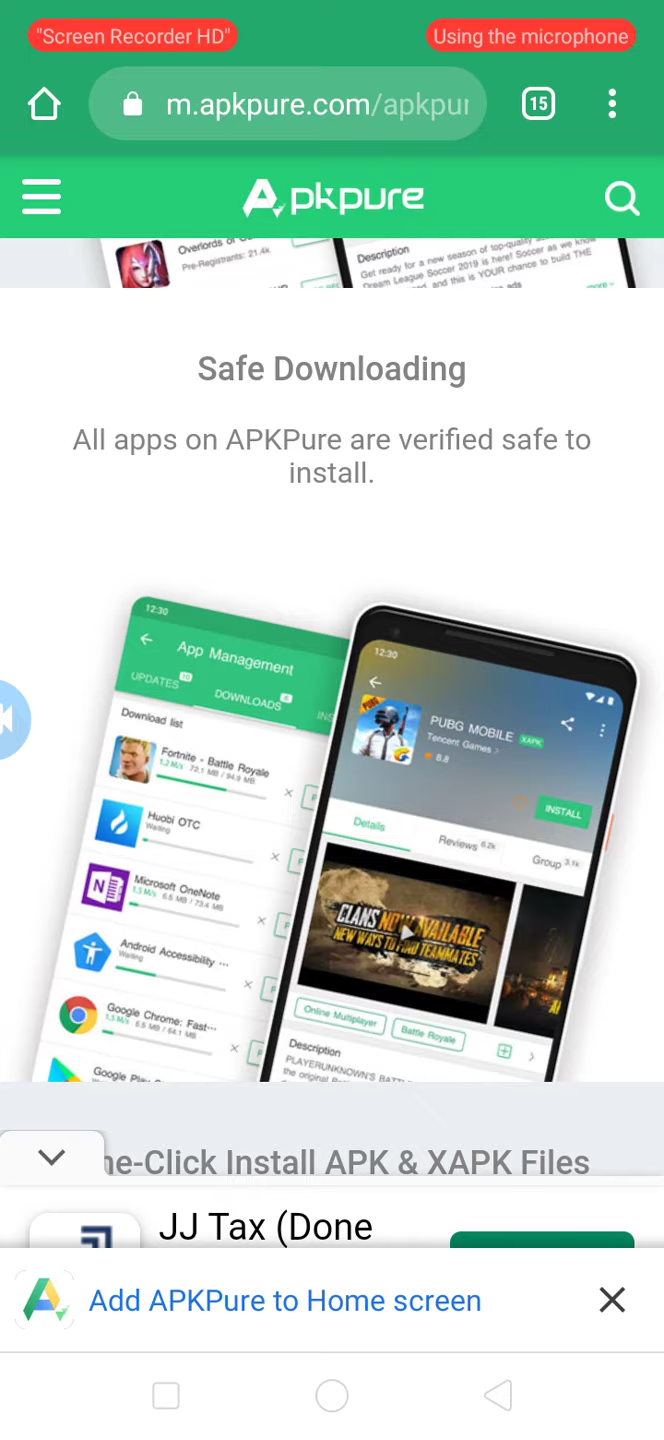 "Screen Recorder HD"
Using the microphone
m.apkpure.com/apkpur
15
Apkpure
Overlords of
Pre-Registrants: 21.4k
Description
Get ready for a new season of top-quality
Dream League Soccer 2019 is here! Soccer as we know
and this is YOUR chance to build THE
more
Safe Downloading
All apps on APKPure are verified safe to
install.
12:30
App Management
UPDATES 10
DOWNLOADS
INS
Download list
Fortnite - Battle Royale
1.2 M/s 72.1 MB / 94.9 MB
Huobi OTC
Waiting
Microsoft OneNote
1.5 M/s 6.5 MB / 73.4 MB
Android Accessibility ...
Waiting
Google Chrome: Fast...
1.5 M/s 6.5 MB / 64.1 MB
Google Play
12:30
PUBG MOBILE XAPK
Tencent Games >
8.8
INSTALL
Details
Reviews 6.2k
Group 3.1k
CLANS NOW AVAILABLE
NEW WAYS TO FIND TEAMMATES
Online Multiplayer
Battle Royale
Description
PLAYERUNKNOWN'S
the original
ne-Click Install APK & XAPK Files
JJ Tax (Done
Add APKPure to Home screen